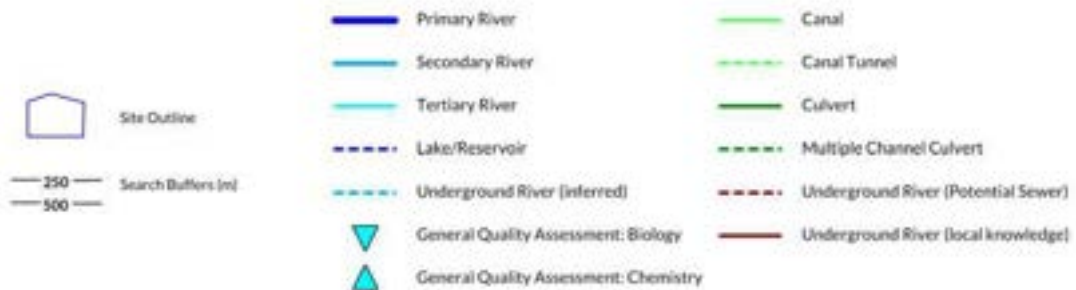 Site Outline
250
500
Search Buffers (m)
Primary River
Secondary River
Tertiary River
Lake/Reservoir
Underground River (inferred)
General Quality Assessment: Biology
General Quality Assessment: Chemistry
Canal
Canal Tunnel
Culvert
Multiple Channel Culvert
Underground River (Potential Sewer)
Underground River (local knowledge)